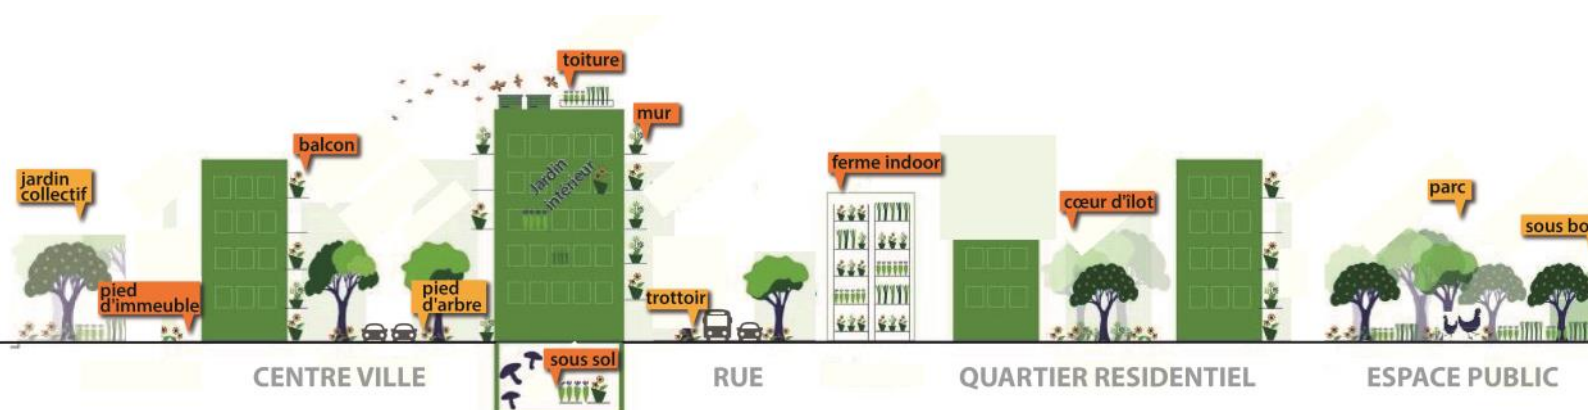 toiture
mur
balcon
Jardin
intérieur
ferme indoor
jardin
collectif
parc
cœur d'îlot
sous bo
pied
d'immeuble
pied
d'arbre
trottoir
sous sol
CENTRE VILLE
RUE
QUARTIER RESIDENTIEL
ESPACE PUBLIC